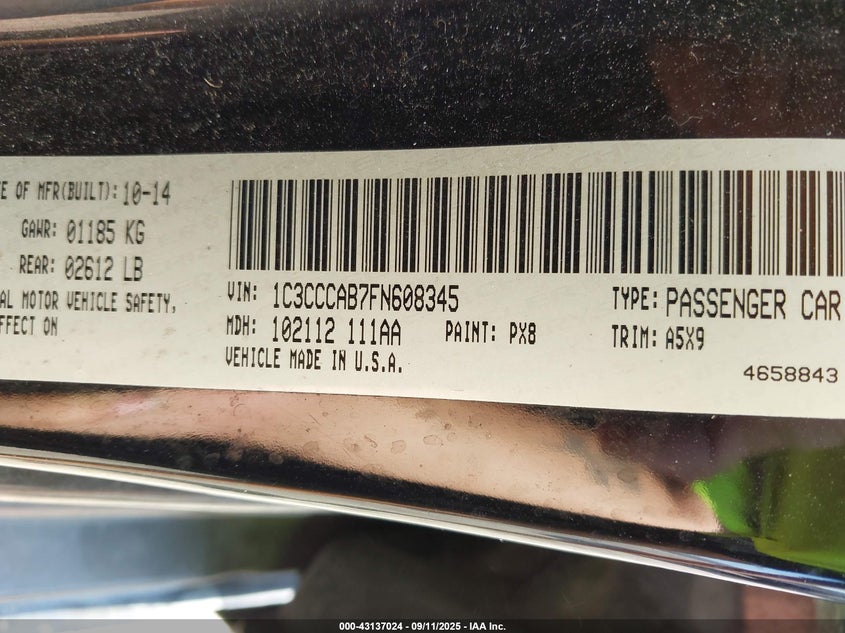 E OF MFR(BUILT): 10-14
GAWR: 01185 KG
REAR: 02612 LB
AL MOTOR VEHICLE SAFETY,
FFECT ON
VIN: 1C3CCCAB7FN608345
MDH: 102112 111AA PAINT: PX8
VEHICLE MADE IN U.S.A.
TYPE: PASSENGER CAR
TRIM: A5X9
4658843
000-43137024 - 09/11/2025 - IAA Inc.